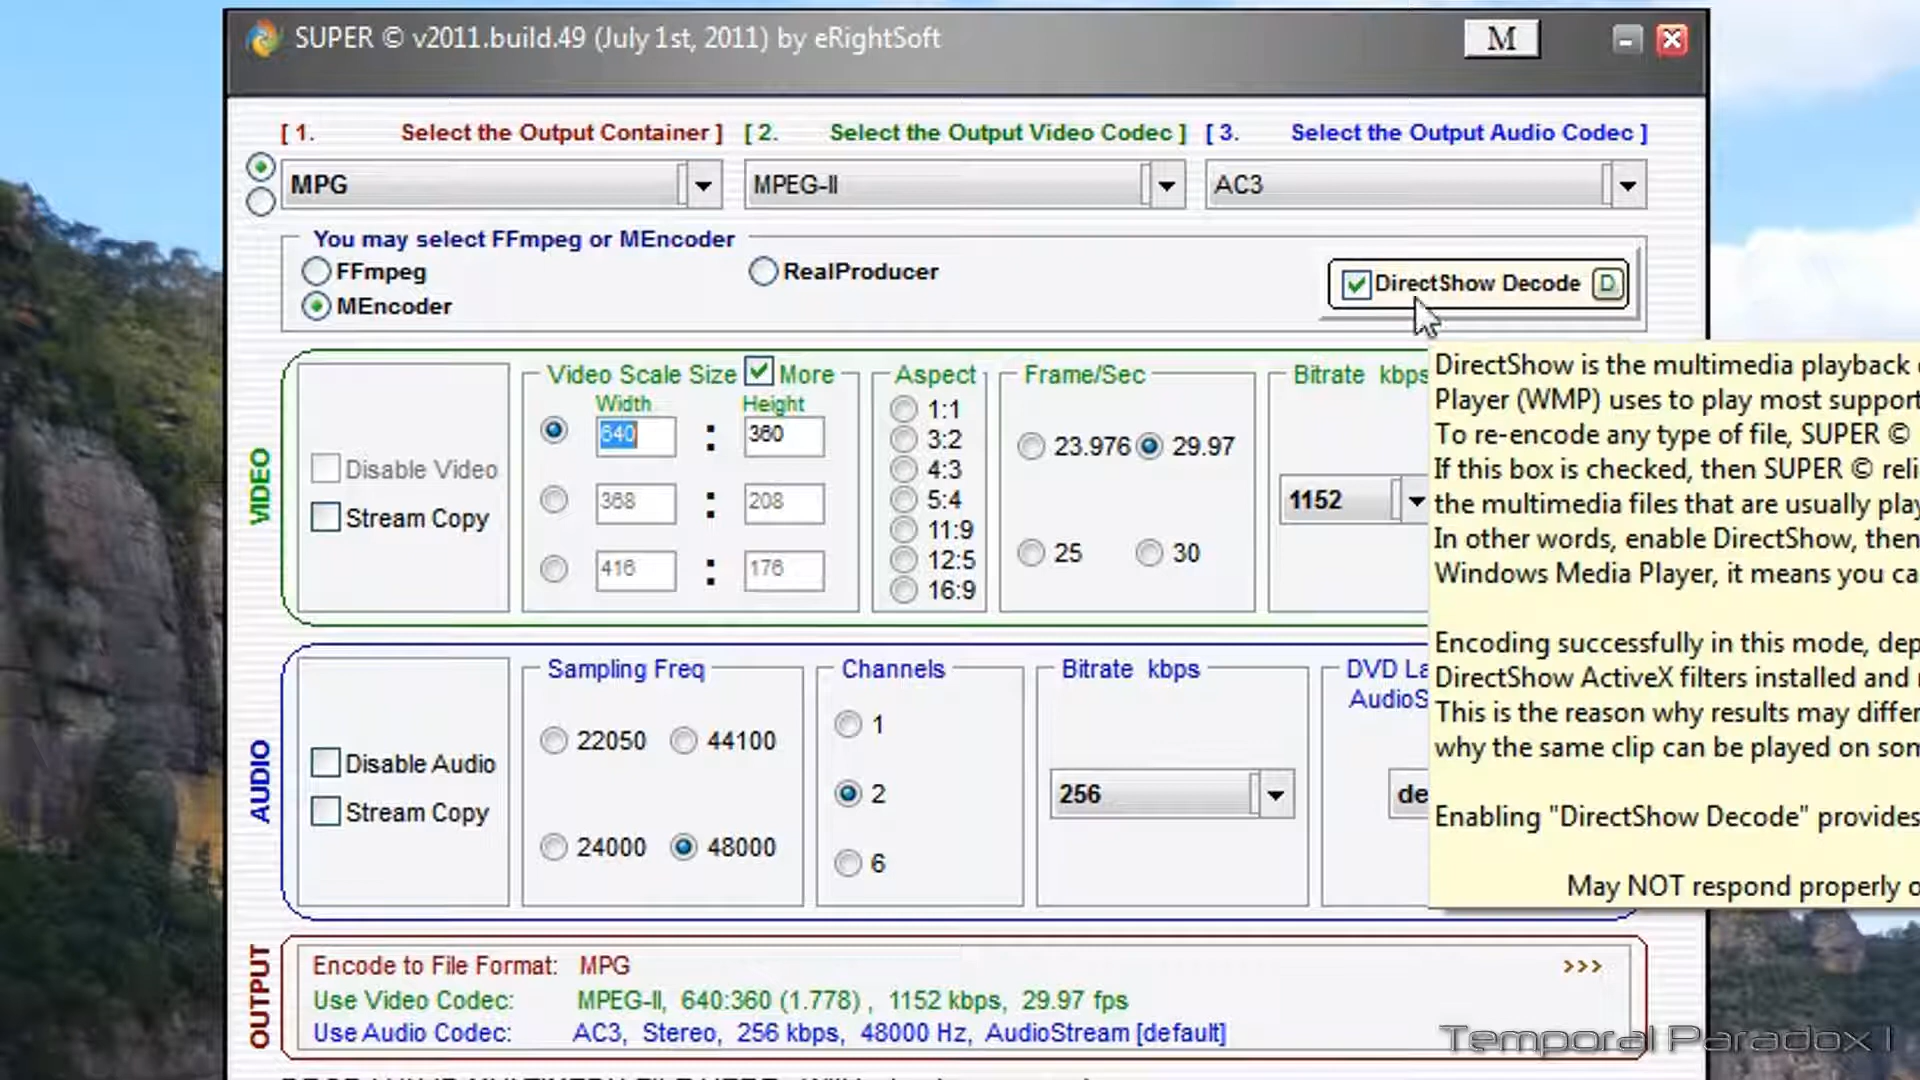 SUPER © v2011.build.49 (July 1st, 2011) by eRightSoft
M
[ 1. Select the Output Container ] [ 2. Select the Output Video Codec ] [ 3. Select the Output Audio Codec ]
MPG MPEG-II AC3
You may select FFmpeg or MEncoder
FFmpeg RealProducer
MEncoder
DirectShow Decode D
VIDEO
Disable Video
Stream Copy
Video Scale Size More
Width Height
640 : 360
368 : 208
416 : 176
Aspect
1:1
3:2
4:3
5:4
11:9
12:5
16:9
Frame/Sec
23.976 29.97
25 30
Bitrate kbps
1152
DirectShow is the multimedia playback
Player (WMP) uses to play most support
To re-encode any type of file, SUPER ©
If this box is checked, then SUPER © reli
the multimedia files that are usually play
In other words, enable DirectShow, then
Windows Media Player, it means you ca
Encoding successfully in this mode, dep
DirectShow ActiveX filters installed and
This is the reason why results may differ
why the same clip can be played on som
Enabling "DirectShow Decode" provides
May NOT respond properly o
AUDIO
Disable Audio
Stream Copy
Sampling Freq
22050 44100
24000 48000
Channels
1
2
6
Bitrate kbps
256
DVD La
AudioS
de
OUTPUT
Encode to File Format: MPG >>>
Use Video Codec: MPEG-II, 640:360 (1.778) , 1152 kbps, 29.97 fps
Use Audio Codec: AC3, Stereo, 256 kbps, 48000 Hz, AudioStream [default]
Temporal Paradox I